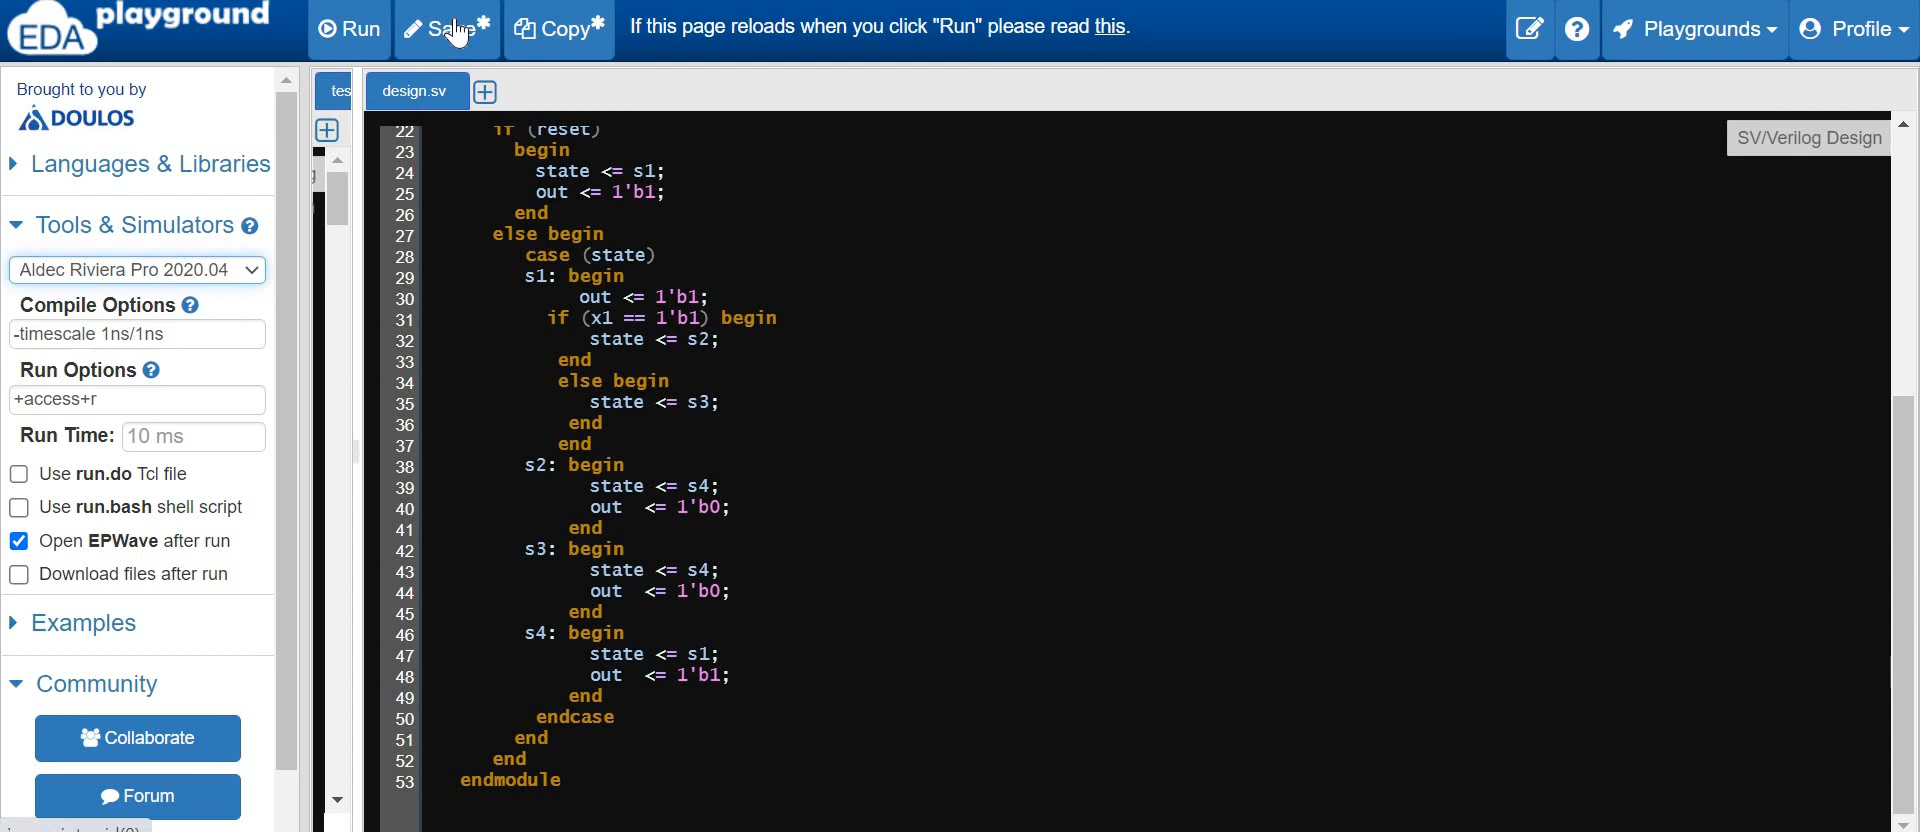 EDA playground
Run
Save*
Copy*
If this page reloads when you click "Run" please read this.
Playgrounds
Profile
Brought to you by
DOULOS
Languages & Libraries
Tools & Simulators
Aldec Riviera Pro 2020.04
Compile Options
-timescale 1ns/1ns
Run Options
+access+r
Run Time: 10 ms
Use run.do Tcl file
Use run.bash shell script
Open EPWave after run
Download files after run
Examples
Community
Collaborate
Forum
tes
design.sv
SV/Verilog Design
22 if (reset)
23 begin
24 state <= s1;
25 out <= 1'b1;
26 end
27 else begin
28 case (state)
29 s1: begin
30 out <= 1'b1;
31 if (x1 == 1'b1) begin
32 state <= s2;
33 end
34 else begin
35 state <= s3;
36 end
37 end
38 s2: begin
39 state <= s4;
40 out <= 1'b0;
41 end
42 s3: begin
43 state <= s4;
44 out <= 1'b0;
45 end
46 s4: begin
47 state <= s1;
48 out <= 1'b1;
49 end
50 endcase
51 end
52 end
53 endmodule